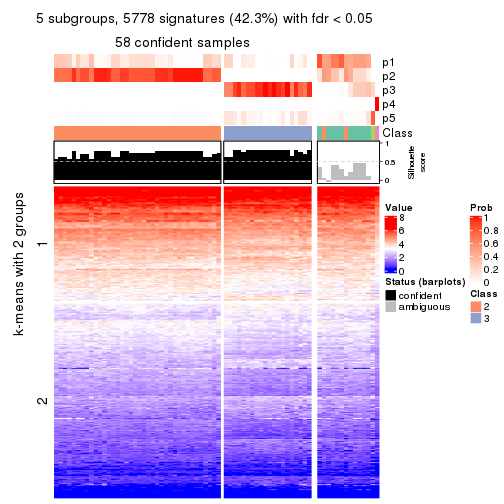 5 subgroups, 5778 signatures (42.3%) with fdr < 0.05
58 confident samples
p1
p2
p3
p4
p5
Class
1
0.5
0
Silhouette
score
k-means with 2 groups
1
2
Value
8
6
4
2
0
Status (barplots)
confident
ambiguous
Prob
1
0.8
0.6
0.4
0.2
0
Class
2
3